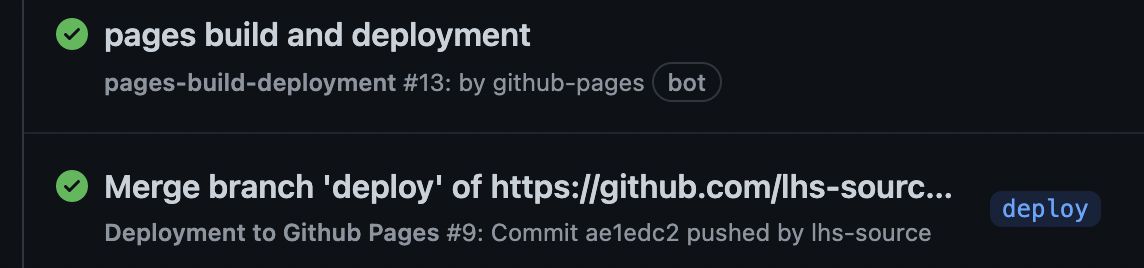 pages build and deployment
pages-build-deployment #13: by github-pages bot
Merge branch 'deploy' of https://github.com/lhs-sourc...
deploy
Deployment to Github Pages #9: Commit ae1edc2 pushed by lhs-source